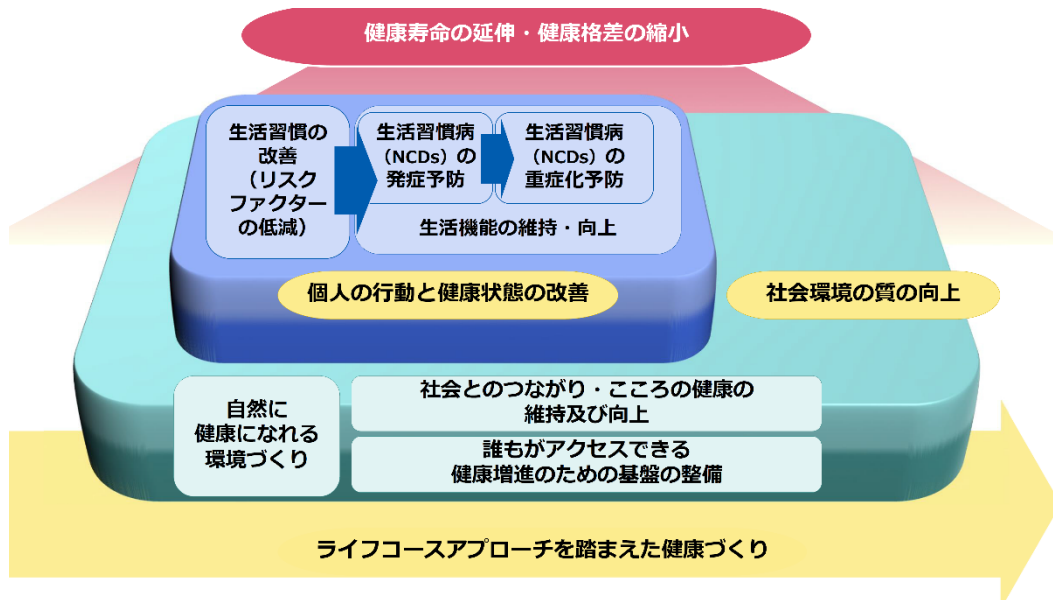 健康寿命の延伸・健康格差の縮小
生活習慣の
改善
（リスク
ファクター
の低減）
生活習慣病
（NCDs）の
発症予防
生活習慣病
（NCDs）の
重症化予防
生活機能の維持・向上
個人の行動と健康状態の改善
社会環境の質の向上
自然に
健康になれる
環境づくり
社会とのつながり・こころの健康の
維持及び向上
誰もがアクセスできる
健康増進のための基盤の整備
ライフコースアプローチを踏まえた健康づくり